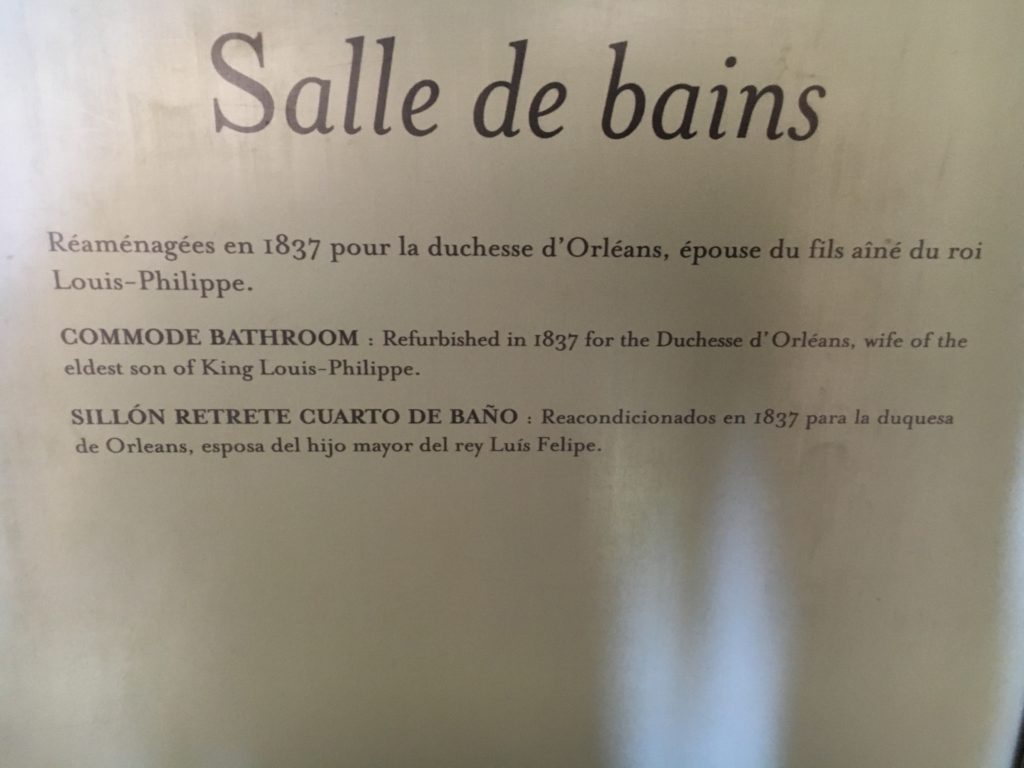 Salle de bains
Réaménagées en 1837 pour la duchesse d'Orléans, épouse du fils aîné du roi
Louis-Philippe.
COMMODE BATHROOM : Refurbished in 1837 for the Duchesse d'Orléans, wife of the
eldest son of King Louis-Philippe.
SILLÓN RETRETE CUARTO DE BAÑO : Reacondicionados en 1837 para la duquesa
de Orleans, esposa del hijo mayor del rey Luís Felipe.